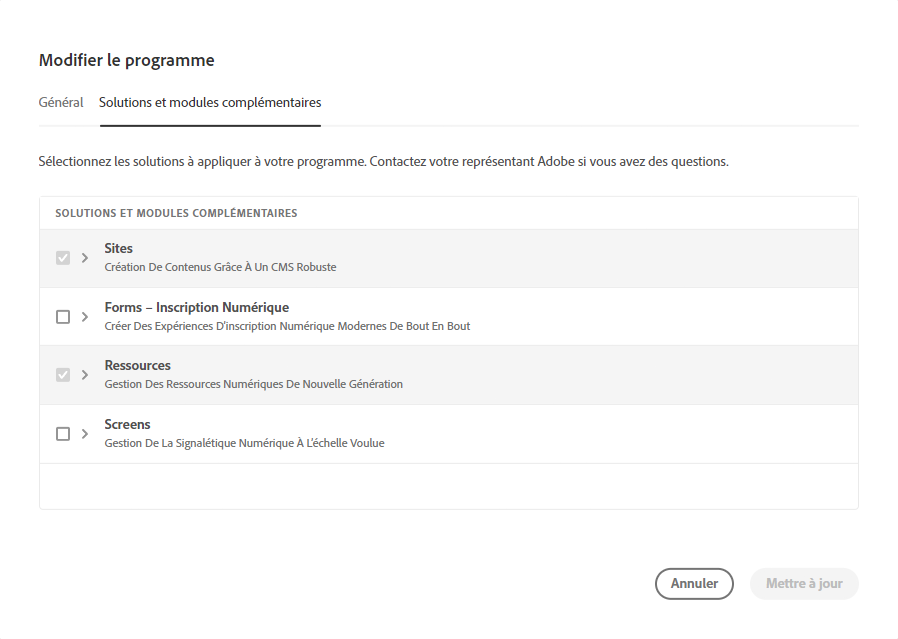 Modifier le programme
Général Solutions et modules complémentaires
Sélectionnez les solutions à appliquer à votre programme. Contactez votre représentant Adobe si vous avez des questions.
SOLUTIONS ET MODULES COMPLÉMENTAIRES
Sites
Création De Contenus Grâce À Un CMS Robuste
Forms – Inscription Numérique
Créer Des Expériences D'inscription Numérique Modernes De Bout En Bout
Ressources
Gestion Des Ressources Numériques De Nouvelle Génération
Screens
Gestion De La Signalétique Numérique À L'échelle Voulue
Annuler Mettre à jour